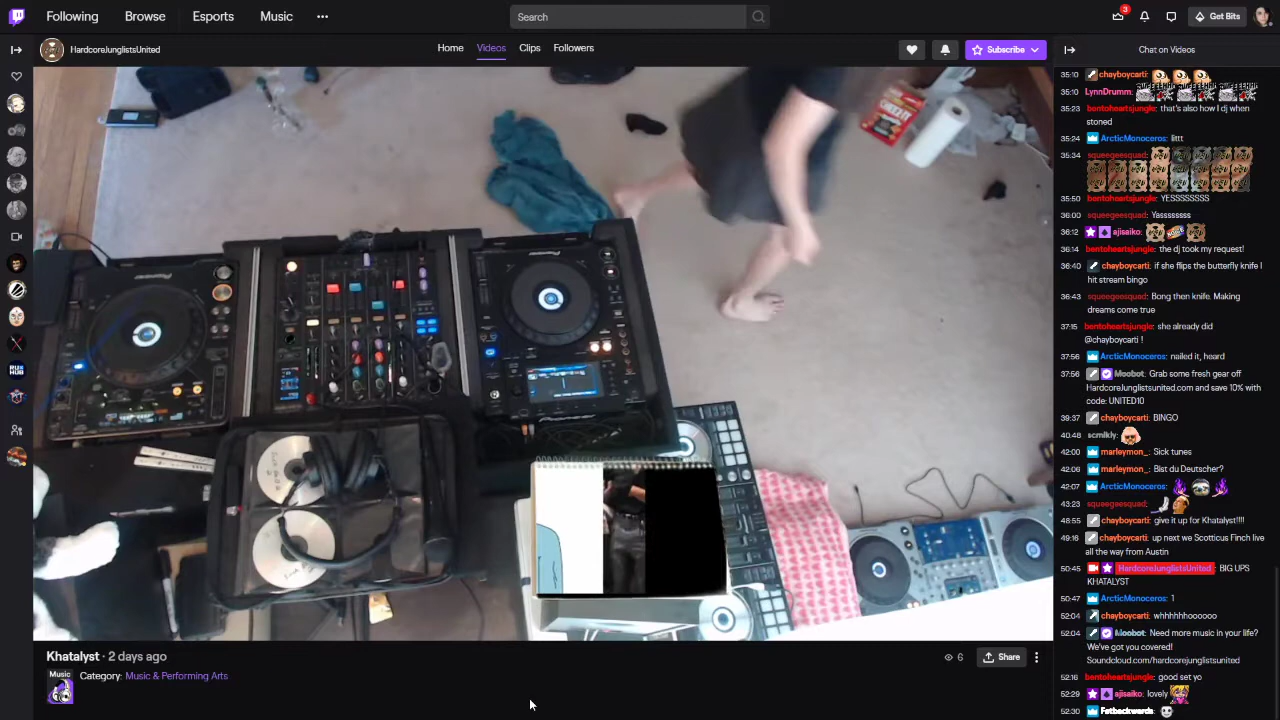 Following
Browse
Esports
Music
Search
3
Get Bits
HardcoreJunglistsUnited
Home
Videos
Clips
Followers
Subscribe
Chat on Videos
35:10 chayboycarti:
35:10 LynnDrumm:
35:23 bentoheartsjungle: that's also how I dj when
stoned
35:24 ArcticMonoceros: littt
35:34 squeegeesquad:
35:50 bentoheartsjungle: YESSSSSSSS
36:00 squeegeesquad: Yassssssss
36:12 ajisaiko:
36:14 bentoheartsjungle: the dj took my request!
36:40 chayboycarti: if she flips the butterfly knife I
hit stream bingo
36:43 squeegeesquad: Bong then knife. Making
dreams come true
37:15 bentoheartsjungle: she already did
@chayboycarti !
37:56 ArcticMonoceros: nailed it, heard
37:56 Moobot: Grab some fresh gear off
HardcoreJunglistsunited.com and save 10% with
code: UNITED10
39:37 chayboycarti: BINGO
40:48 scmlkly:
42:00 marleymon_: Sick tunes
42:06 marleymon_: Bist du Deutscher?
42:07 ArcticMonoceros:
43:23 squeegeesquad:
48:55 chayboycarti: give it up for Khatalyst!!!!
49:16 chayboycarti: up next we Scotticus Finch live
all the way from Austin
50:45 HardcoreJunglistsUnited: BIG UPS
KHATALYST
50:47 ArcticMonoceros: 1
52:04 chayboycarti: whhhhhhoooooo
52:04 Moobot: Need more music in your life?
We've got you covered!
Soundcloud.com/hardcorejunglistsunited
52:16 bentoheartsjungle: good set yo
52:29 ajisaiko: lovely
52:30 Fatbackwards:
Khatalyst · 2 days ago
6
Share
Music
Category: Music & Performing Arts